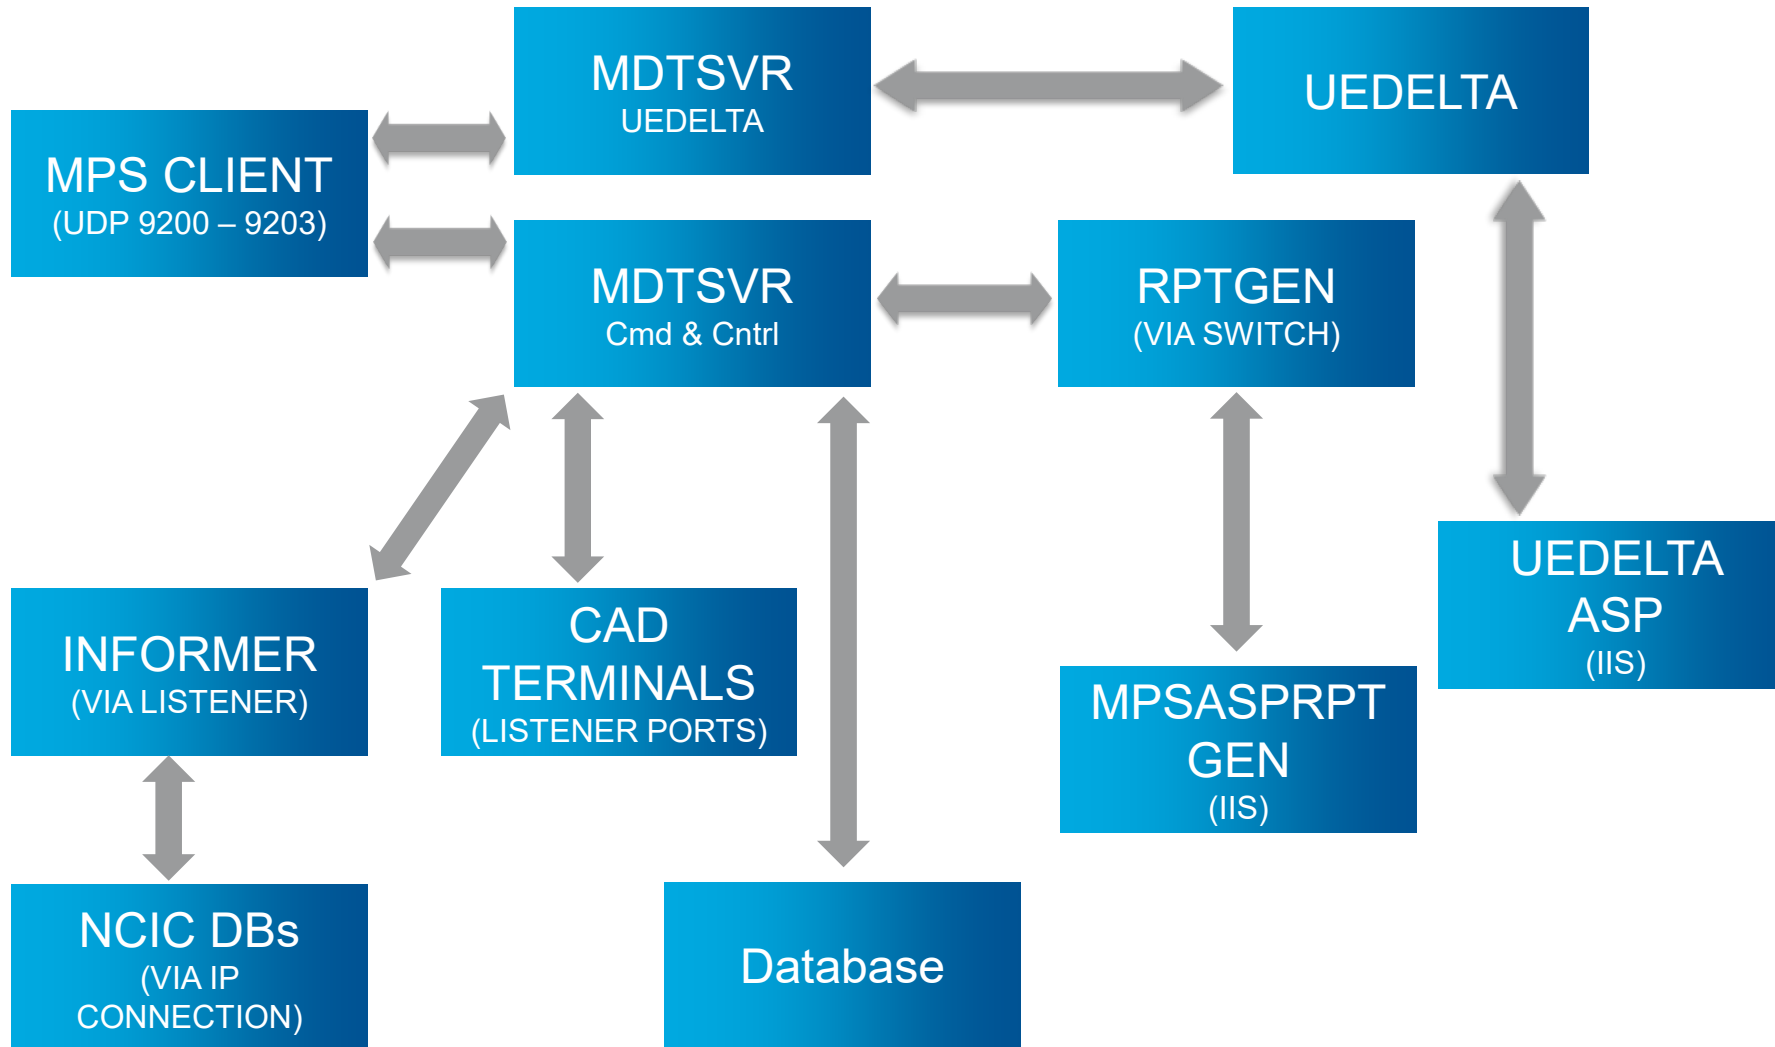 MDTSVR
UEDELTA
UEDELTA
MPS CLIENT
(UDP 9200 – 9203)
MDTSVR
Cmd & Cntrl
RPTGEN
(VIA SWITCH)
UEDELTA
ASP
(IIS)
INFORMER
(VIA LISTENER)
CAD
TERMINALS
(LISTENER PORTS)
MPSASPRPT
GEN
(IIS)
NCIC DBs
(VIA IP
CONNECTION)
Database